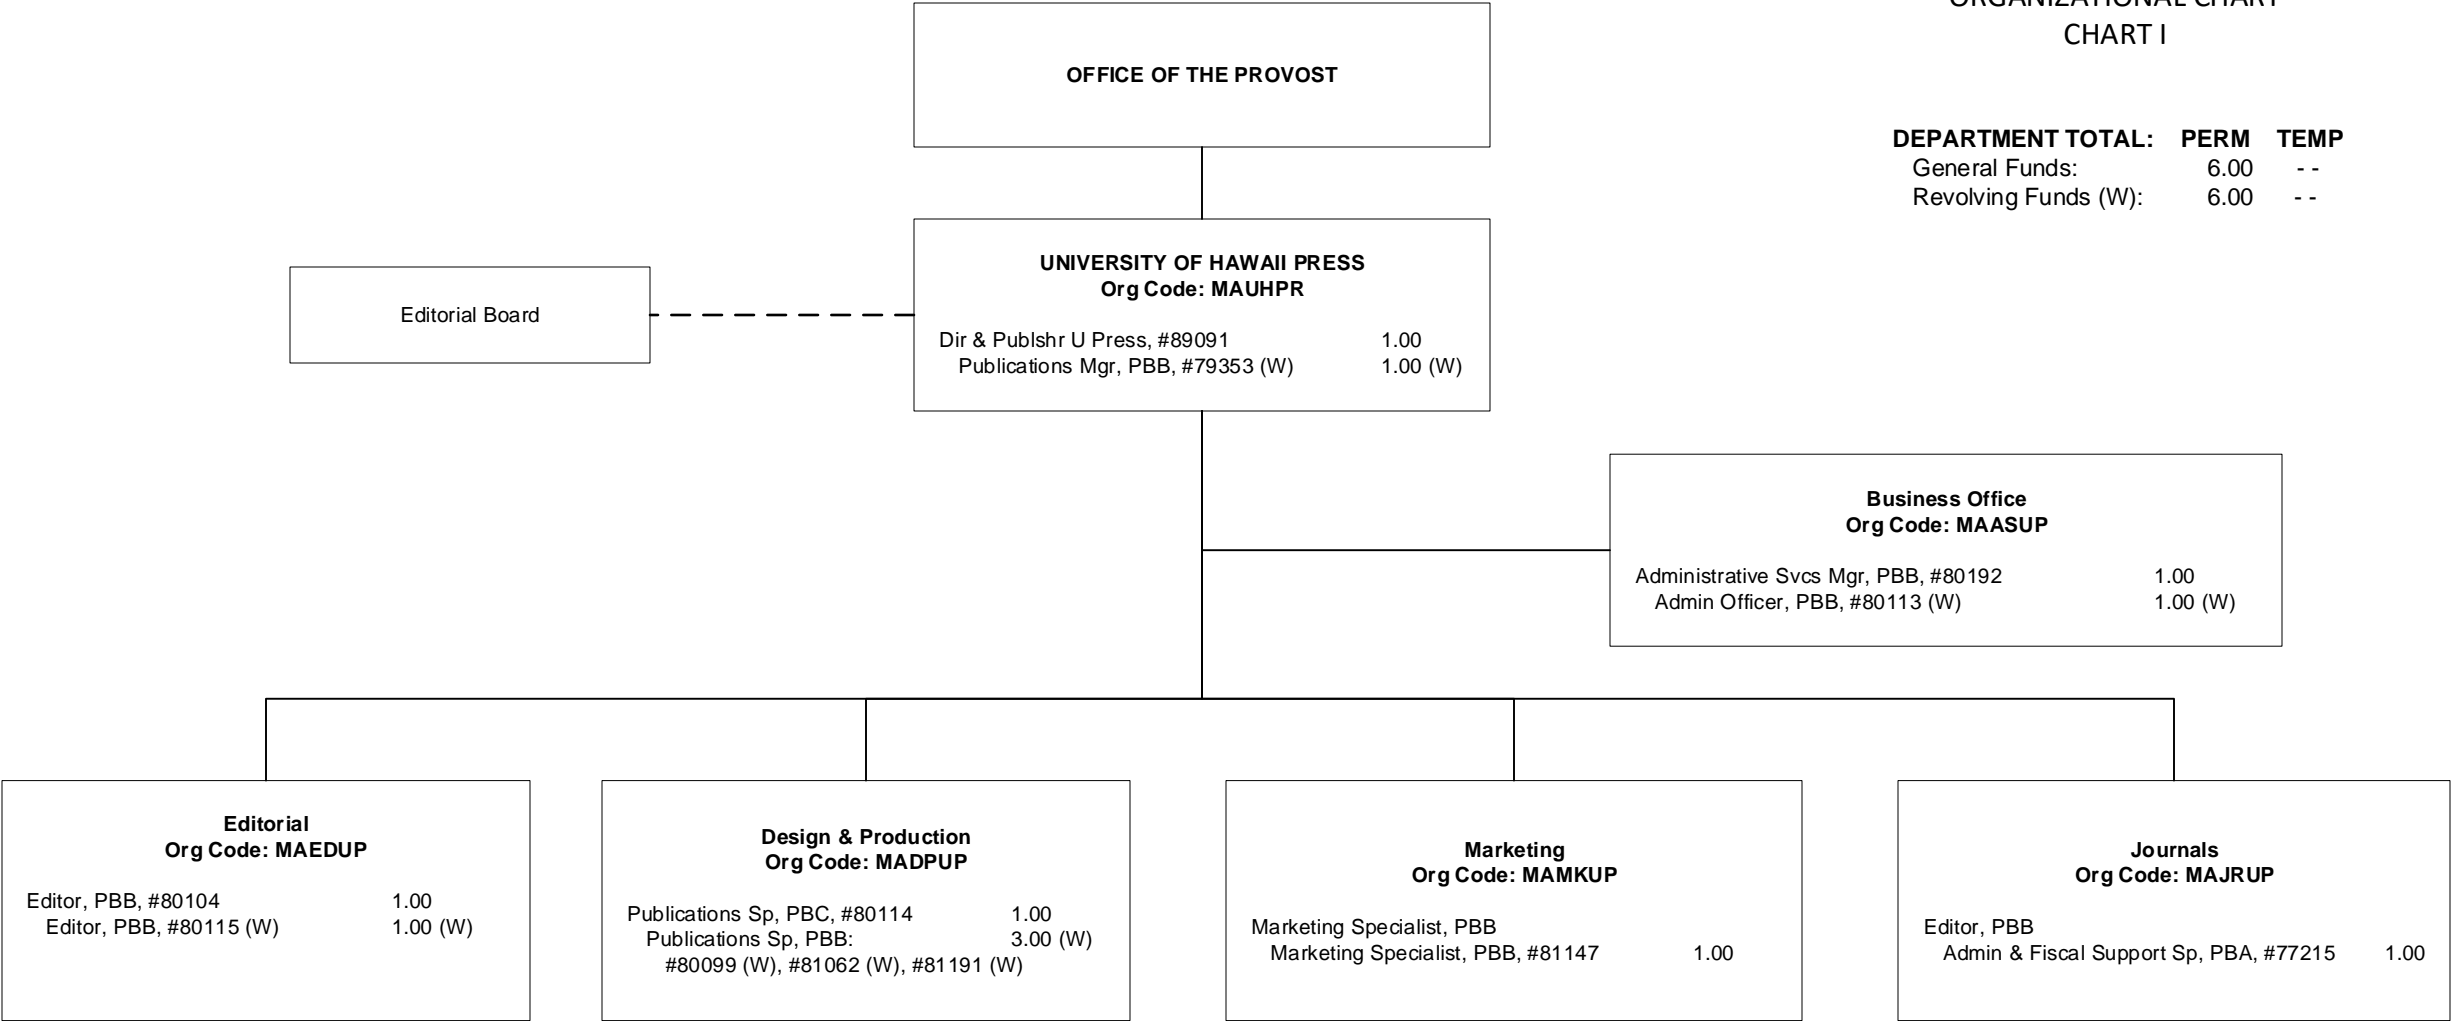 ORGANIZATIONAL CHART
CHART I
OFFICE OF THE PROVOST
DEPARTMENT TOTAL: PERM TEMP
General Funds: 6.00 - -
Revolving Funds (W): 6.00 - -
UNIVERSITY OF HAWAII PRESS
Org Code: MAUHPR
Dir & Publshr U Press, #89091 1.00
Publications Mgr, PBB, #79353 (W) 1.00 (W)
Editorial Board
Business Office
Org Code: MAASUP
Administrative Svcs Mgr, PBB, #80192 1.00
Admin Officer, PBB, #80113 (W) 1.00 (W)
Editorial
Org Code: MAEDUP
Editor, PBB, #80104 1.00
Editor, PBB, #80115 (W) 1.00 (W)
Design & Production
Org Code: MADPUP
Publications Sp, PBC, #80114 1.00
Publications Sp, PBB: 3.00 (W)
#80099 (W), #81062 (W), #81191 (W)
Marketing
Org Code: MAMKUP
Marketing Specialist, PBB
Marketing Specialist, PBB, #81147 1.00
Journals
Org Code: MAJRUP
Editor, PBB
Admin & Fiscal Support Sp, PBA, #77215 1.00